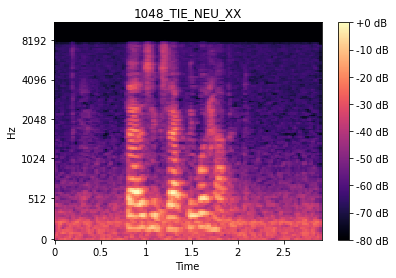 1048_TIE_NEU_XX
+0 dB
8192
-10 dB
4096
-20 dB
-30 dB
2048
Hz
-40 dB
1024
-50 dB
512
-60 dB
-70 dB
0
-80 dB
0 0.5 1 1.5 2 2.5
Time